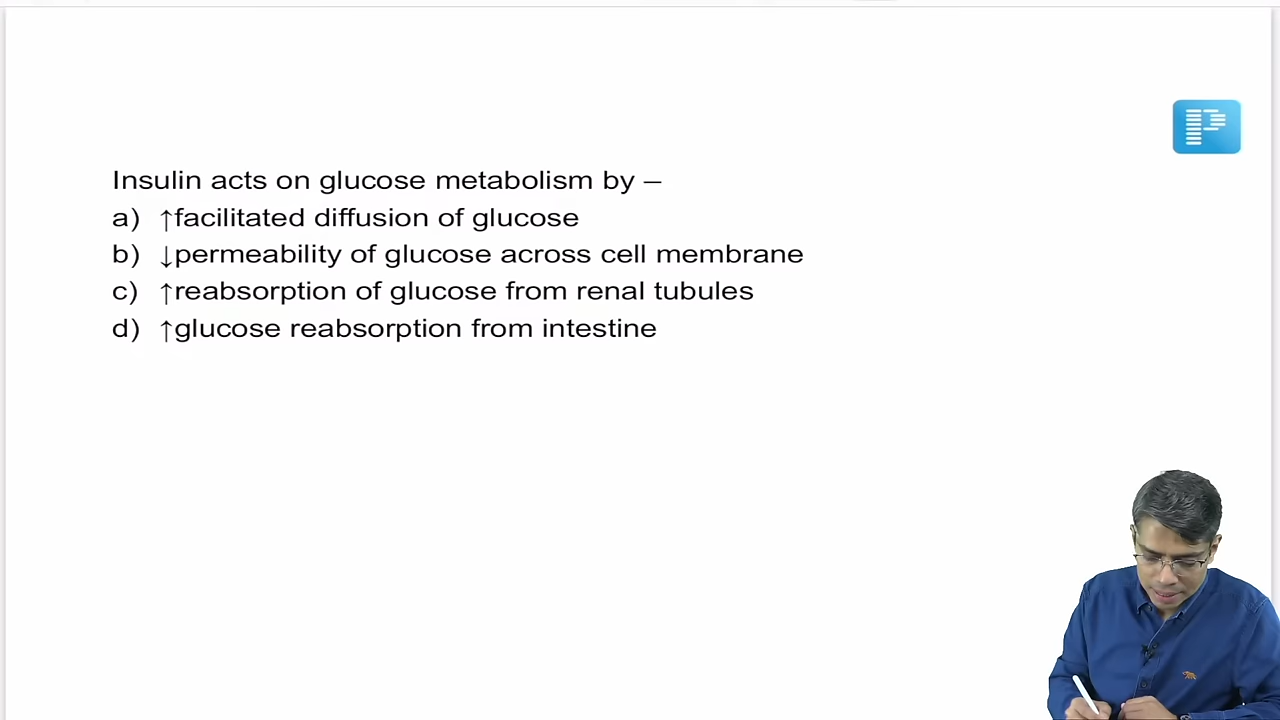 Insulin acts on glucose metabolism by –
a) ↑facilitated diffusion of glucose
b) ↓permeability of glucose across cell membrane
c) ↑reabsorption of glucose from renal tubules
d) ↑glucose reabsorption from intestine
P